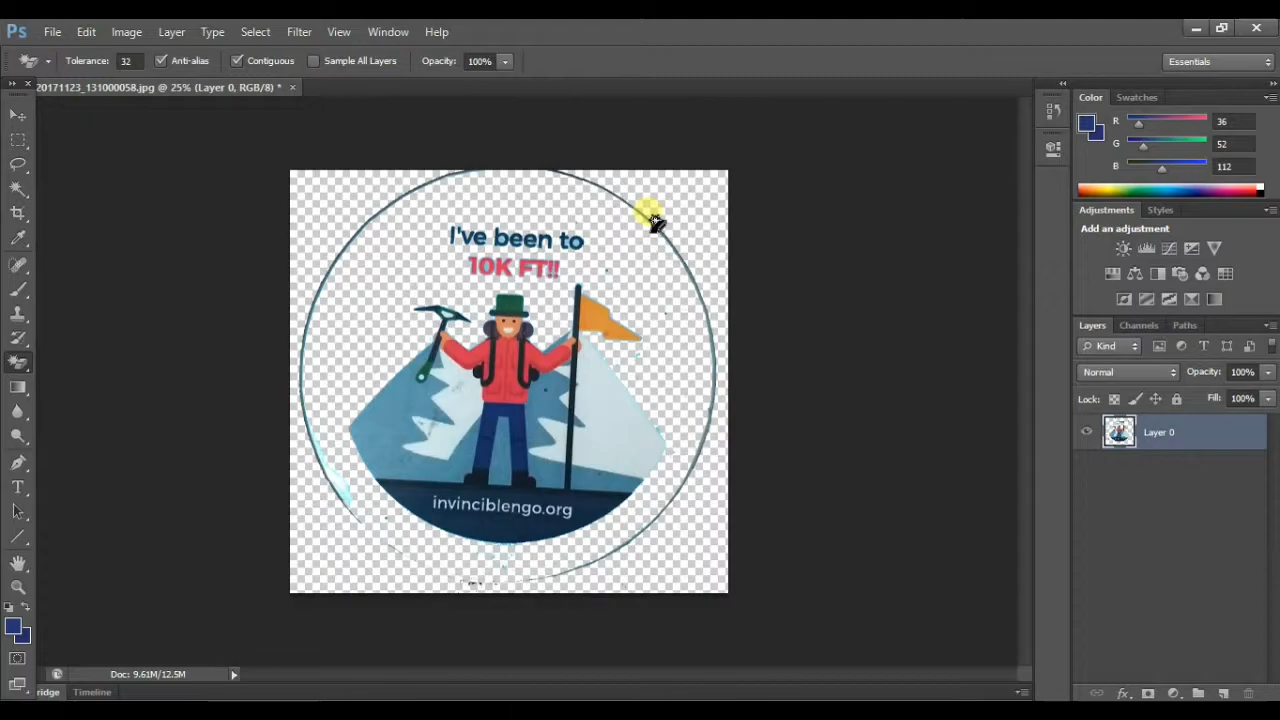 Ps File Edit Image Layer Type Select Filter View Window Help
Tolerance: 32 Anti-alias Contiguous Sample All Layers Opacity: 100% Essentials
20171123_131000058.jpg @ 25% (Layer 0, RGB/8) * ×
Color Swatches
R 36
G 52
B 112
Adjustments Styles
Add an adjustment
I've been to
10K FT!!
invinciblengo.org
Layers Channels Paths
Kind
Normal Opacity: 100%
Lock: Fill: 100%
Layer 0
Doc: 9.61M/12.5M
ridge Timeline